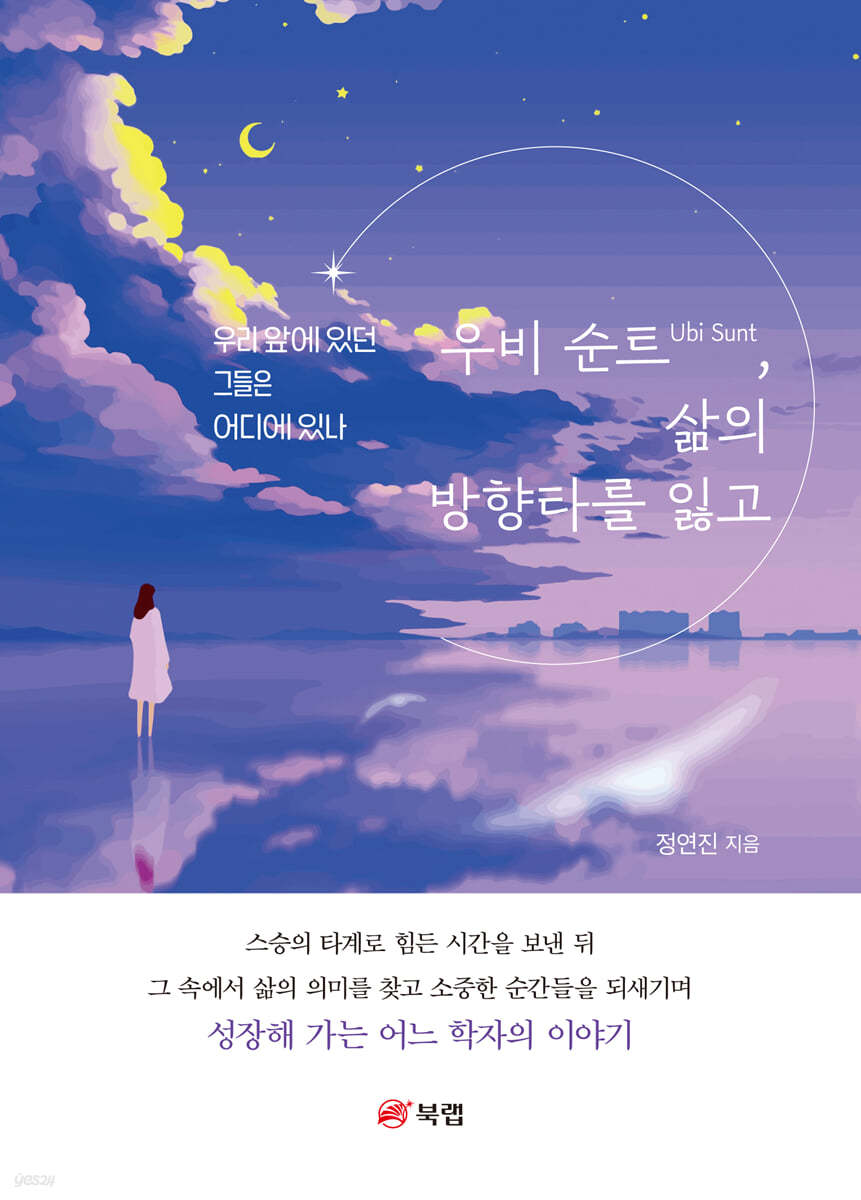 우리 앞에 있던
그들은
어디에 있나
우비 순트 Ubi Sunt,
삶의
방향타를 잃고
정연진 지음
스승의 타계로 힘든 시간을 보낸 뒤
그 속에서 삶의 의미를 찾고 소중한 순간들을 되새기며
성장해 가는 어느 학자의 이야기
북랩
yes24